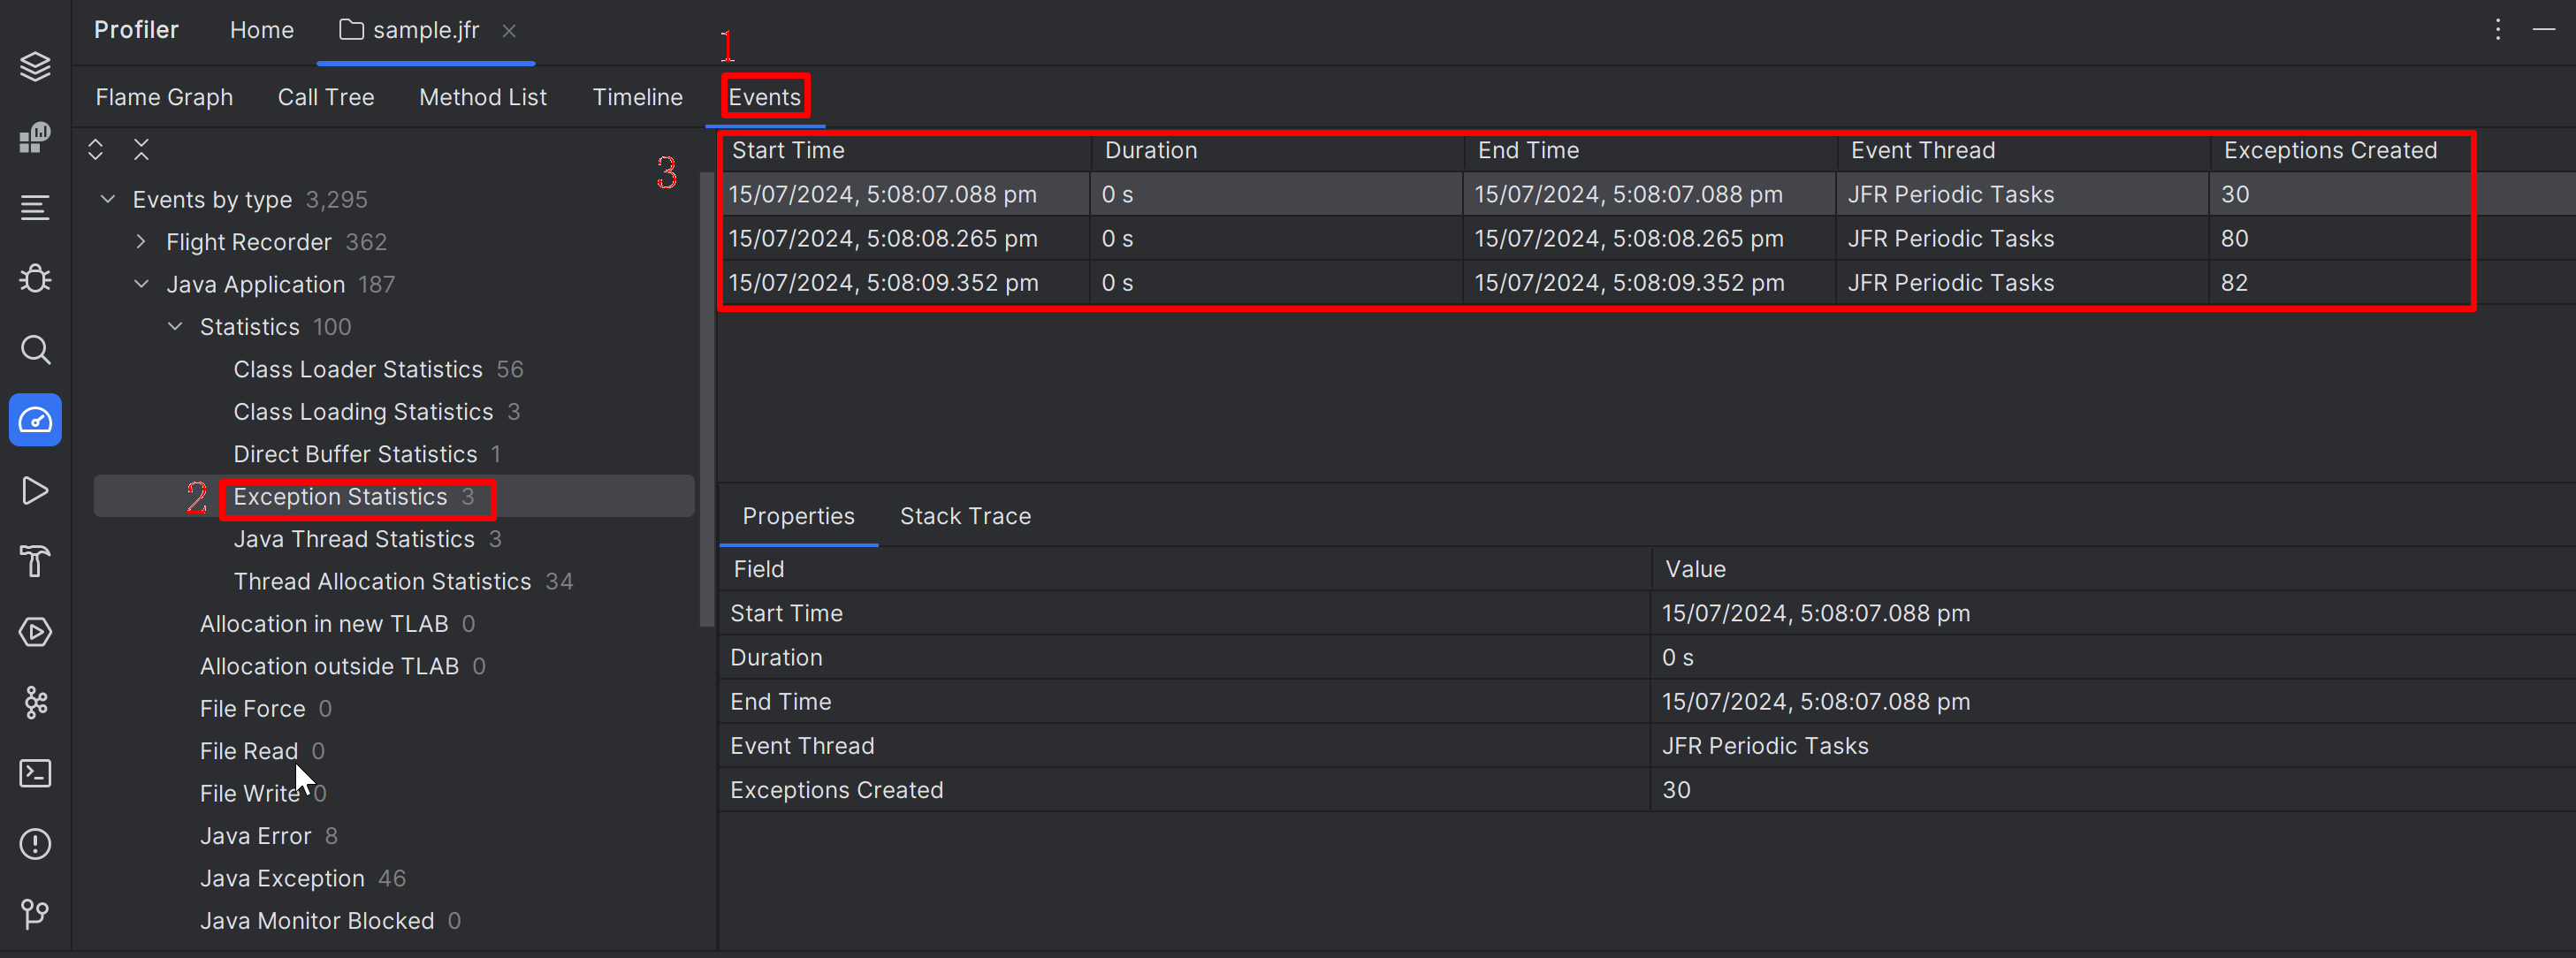 Profiler Home sample.jfr
1
Flame Graph Call Tree Method List Timeline Events
3
Start Time Duration End Time Event Thread Exceptions Created
15/07/2024, 5:08:07.088 pm 0 s 15/07/2024, 5:08:07.088 pm JFR Periodic Tasks 30
15/07/2024, 5:08:08.265 pm 0 s 15/07/2024, 5:08:08.265 pm JFR Periodic Tasks 80
15/07/2024, 5:08:09.352 pm 0 s 15/07/2024, 5:08:09.352 pm JFR Periodic Tasks 82
Events by type 3,295
Flight Recorder 362
Java Application 187
Statistics 100
Class Loader Statistics 56
Class Loading Statistics 3
Direct Buffer Statistics 1
2 Exception Statistics 3
Java Thread Statistics 3
Thread Allocation Statistics 34
Allocation in new TLAB 0
Allocation outside TLAB 0
File Force 0
File Read 0
File Write 0
Java Error 8
Java Exception 46
Java Monitor Blocked 0
Properties Stack Trace
Field Value
Start Time 15/07/2024, 5:08:07.088 pm
Duration 0 s
End Time 15/07/2024, 5:08:07.088 pm
Event Thread JFR Periodic Tasks
Exceptions Created 30